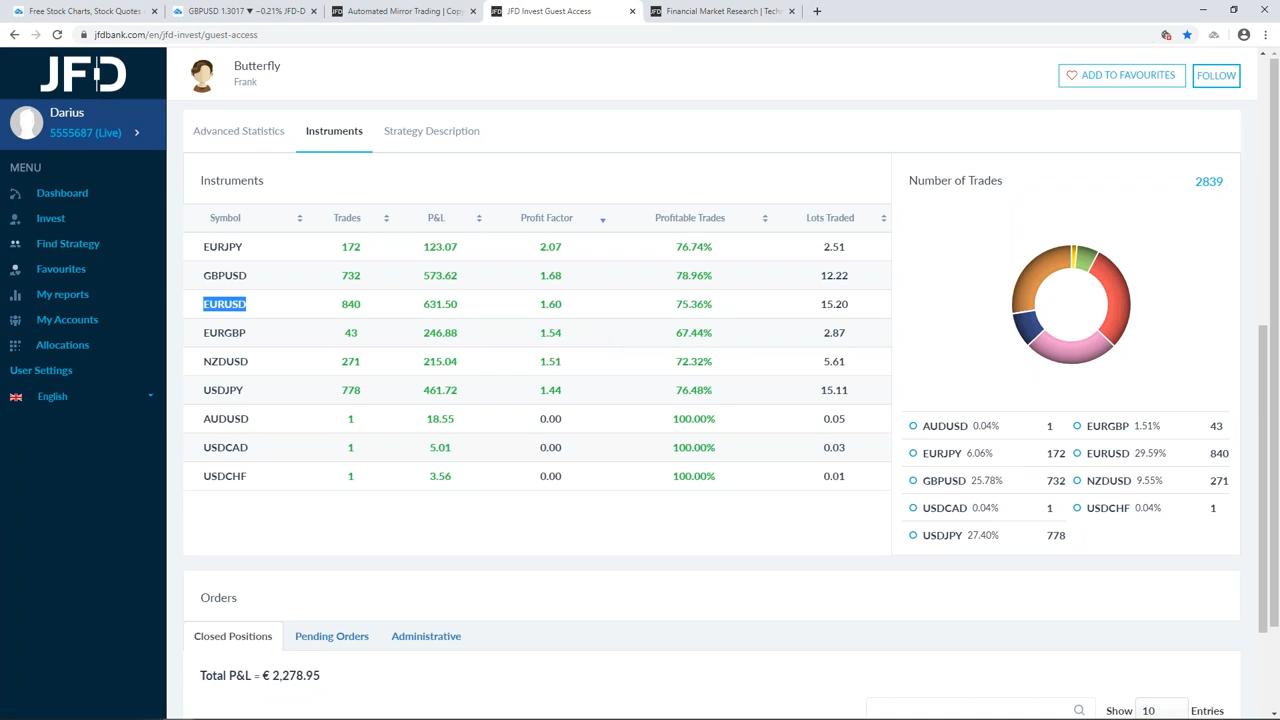 Free Stock Charts, Stock Quotes
GBPUSD 1.3017 ▼ −0.21% JFD-D
Automated Mirror Trading | Copy
JFD Invest Guest Access
Financial Market Research | Techn
jfdbank.com/en/jfd-invest/guest-access
JFD
Darius
5555687 (Live)
MENU
Dashboard
Invest
Find Strategy
Favourites
My reports
My Accounts
Allocations
User Settings
English
Butterfly
Frank
ADD TO FAVOURITES
FOLLOW
Advanced Statistics Instruments Strategy Description
Instruments
Symbol Trades P&L Profit Factor Profitable Trades Lots Traded
EURJPY 172 123.07 2.07 76.74% 2.51
GBPUSD 732 573.62 1.68 78.96% 12.22
EURUSD 840 631.50 1.60 75.36% 15.20
EURGBP 43 246.88 1.54 67.44% 2.87
NZDUSD 271 215.04 1.51 72.32% 5.61
USDJPY 778 461.72 1.44 76.48% 15.11
AUDUSD 1 18.55 0.00 100.00% 0.05
USDCAD 1 5.01 0.00 100.00% 0.03
USDCHF 1 3.56 0.00 100.00% 0.01
Number of Trades 2839
AUDUSD 0.04% 1 EURGBP 1.51% 43
EURJPY 6.06% 172 EURUSD 29.59% 840
GBPUSD 25.78% 732 NZDUSD 9.55% 271
USDCAD 0.04% 1 USDCHF 0.04% 1
USDJPY 27.40% 778
Orders
Closed Positions Pending Orders Administrative
Total P&L = € 2,278.95
Show 10 Entries